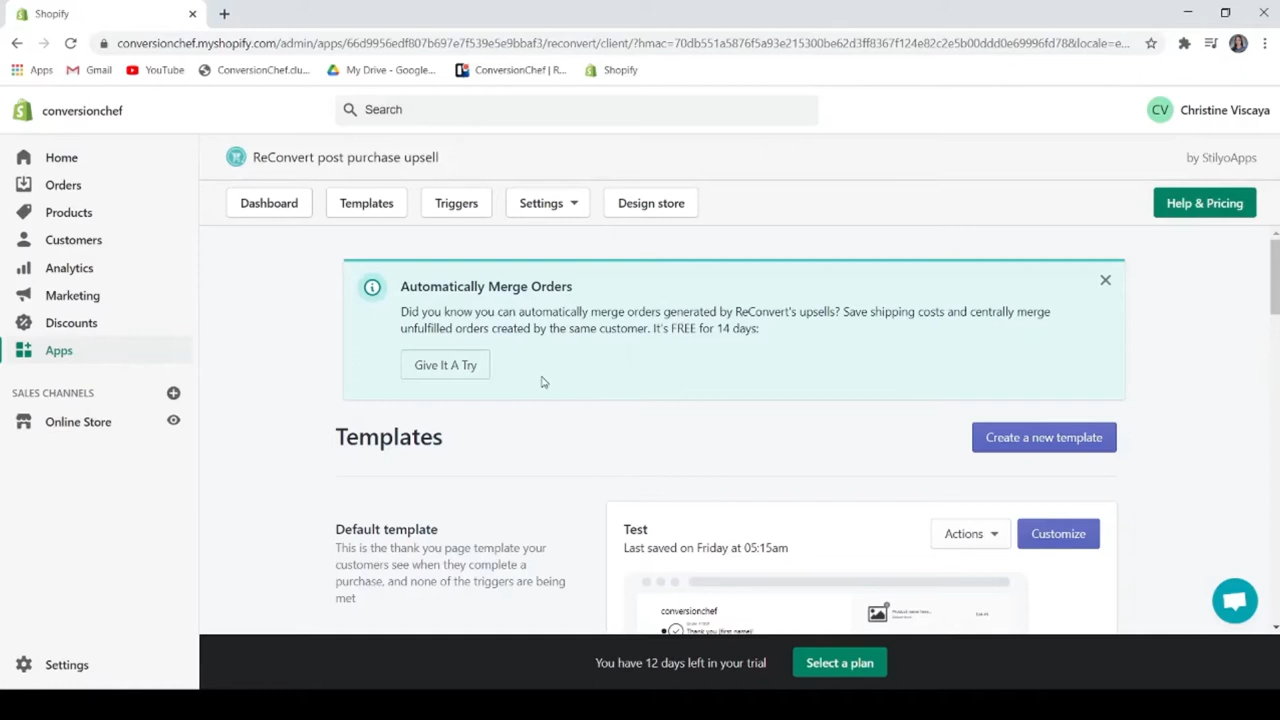 Shopify
conversionchef.myshopify.com/admin/apps/66d9956edf807b697e7f539e5e9bbaf3/reconvert/client/?hmac=70db551a5876f5a93e215300be62d3ff8367f124e82c2e5b00ddd0e69996fd78&locale=e...
Apps Gmail YouTube ConversionChef.clu... My Drive - Google... ConversionChef | R... Shopify
conversionchef
Search
CV Christine Viscaya
Home
Orders
Products
Customers
Analytics
Marketing
Discounts
Apps
SALES CHANNELS
Online Store
Settings
ReConvert post purchase upsell
by StilyoApps
Dashboard Templates Triggers Settings Design store Help & Pricing
Automatically Merge Orders
Did you know you can automatically merge orders generated by ReConvert's upsells? Save shipping costs and centrally merge
unfulfilled orders created by the same customer. It's FREE for 14 days:
Give It A Try
Templates
Create a new template
Default template
This is the thank you page template your
customers see when they complete a
purchase, and none of the triggers are being
met
Test
Last saved on Friday at 05:15am
Actions Customize
conversionchef
Thank you {first name}!
Product name here...
You have 12 days left in your trial Select a plan